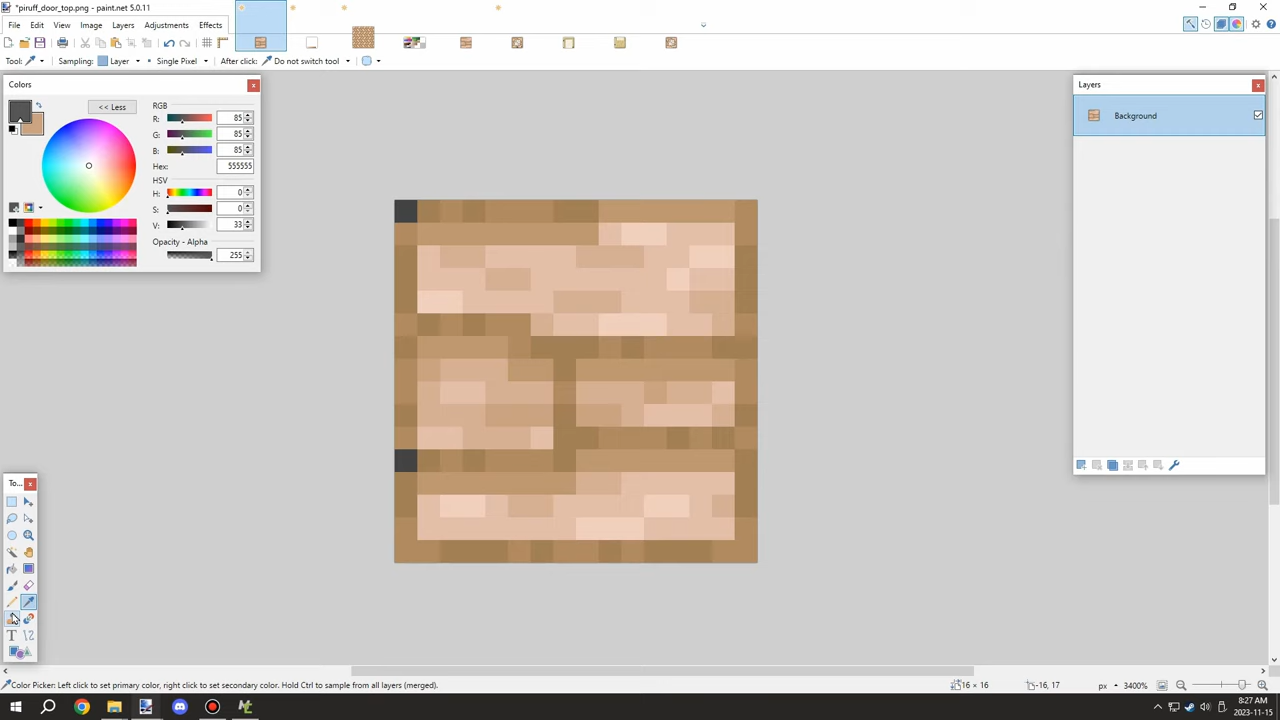 *piruff_door_top.png - paint.net 5.0.11
File Edit View Image Layers Adjustments Effects
Tool: Sampling: Layer Single Pixel After click: Do not switch tool
Colors
Layers
<< Less
RGB
R: 85
G: 85
B: 85
Hex: 555555
HSV
H: 0
S: 0
V: 33
Opacity - Alpha
255
Background
To...
T
Color Picker: Left click to set primary color, right click to set secondary color. Hold Ctrl to sample from all layers (merged).
16 × 16
-16, 17
px
3400%
8:27 AM
2023-11-15